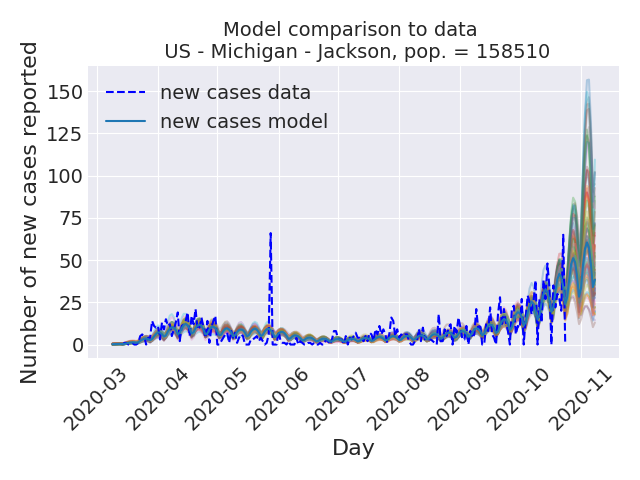 Model comparison to data
US - Michigan - Jackson, pop. = 158510
Number of new cases reported
150
125
100
75
50
25
0
new cases data
new cases model
2020-03
2020-04
2020-05
2020-06
2020-07
2020-08
2020-09
2020-10
2020-11
Day